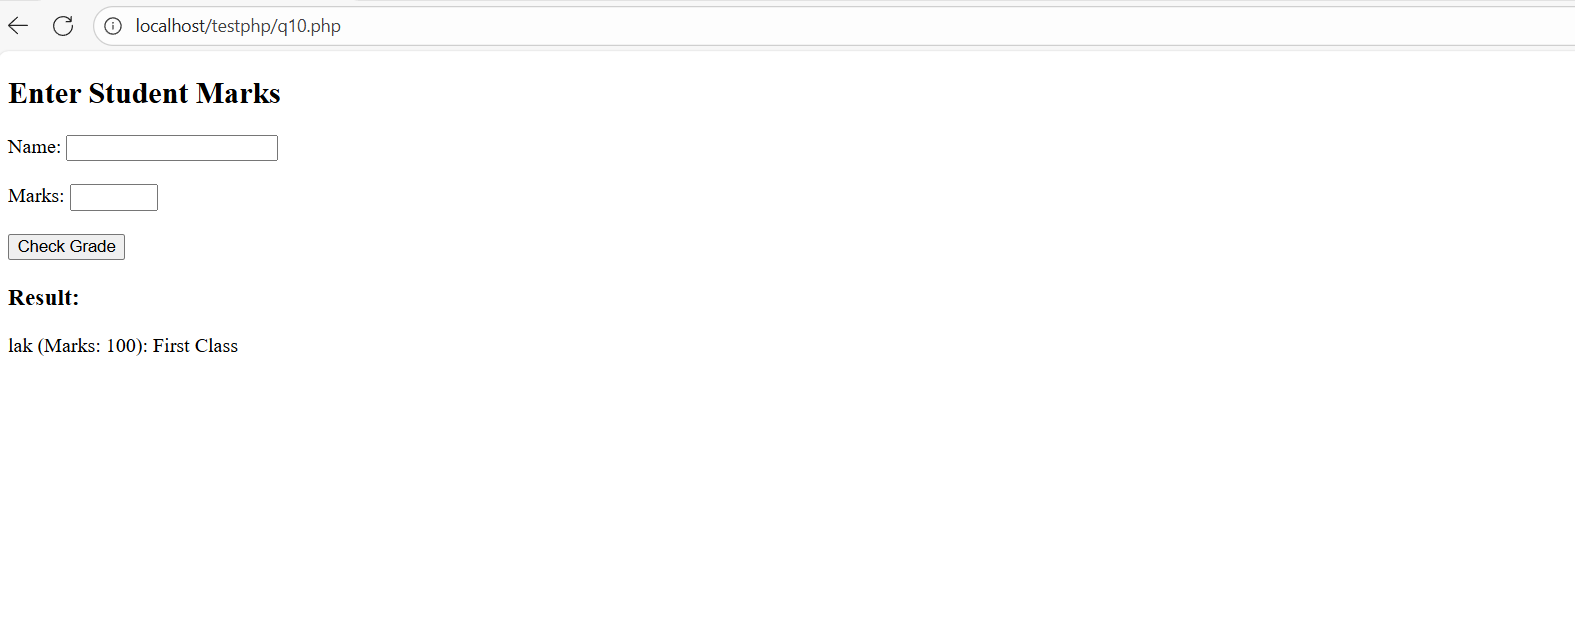 localhost/testphp/q10.php
Enter Student Marks
Name:
Marks:
Check Grade
Result:
lak (Marks: 100): First Class